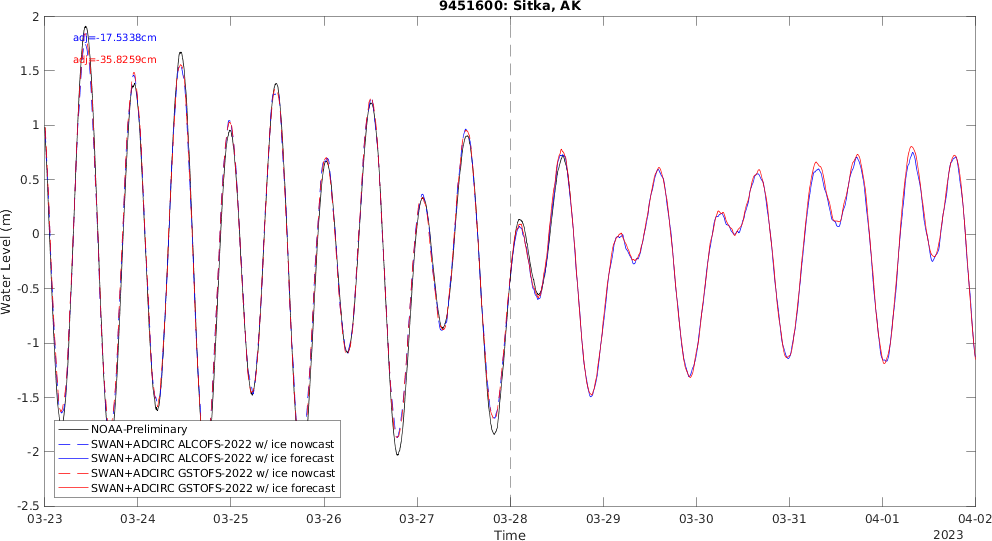 9451600: Sitka, AK
adj=-17.5338cm
adj=-35.8259cm
Water Level (m)
2
1.5
1
0.5
0
-0.5
-1
-1.5
-2
-2.5
NOAA-Preliminary
SWAN+ADCIRC ALCOFS-2022 w/ ice nowcast
SWAN+ADCIRC ALCOFS-2022 w/ ice forecast
SWAN+ADCIRC GSTOFS-2022 w/ ice nowcast
SWAN+ADCIRC GSTOFS-2022 w/ ice forecast
03-23 03-24 03-25 03-26 03-27 03-28 03-29 03-30 03-31 04-01 04-02
Time
2023